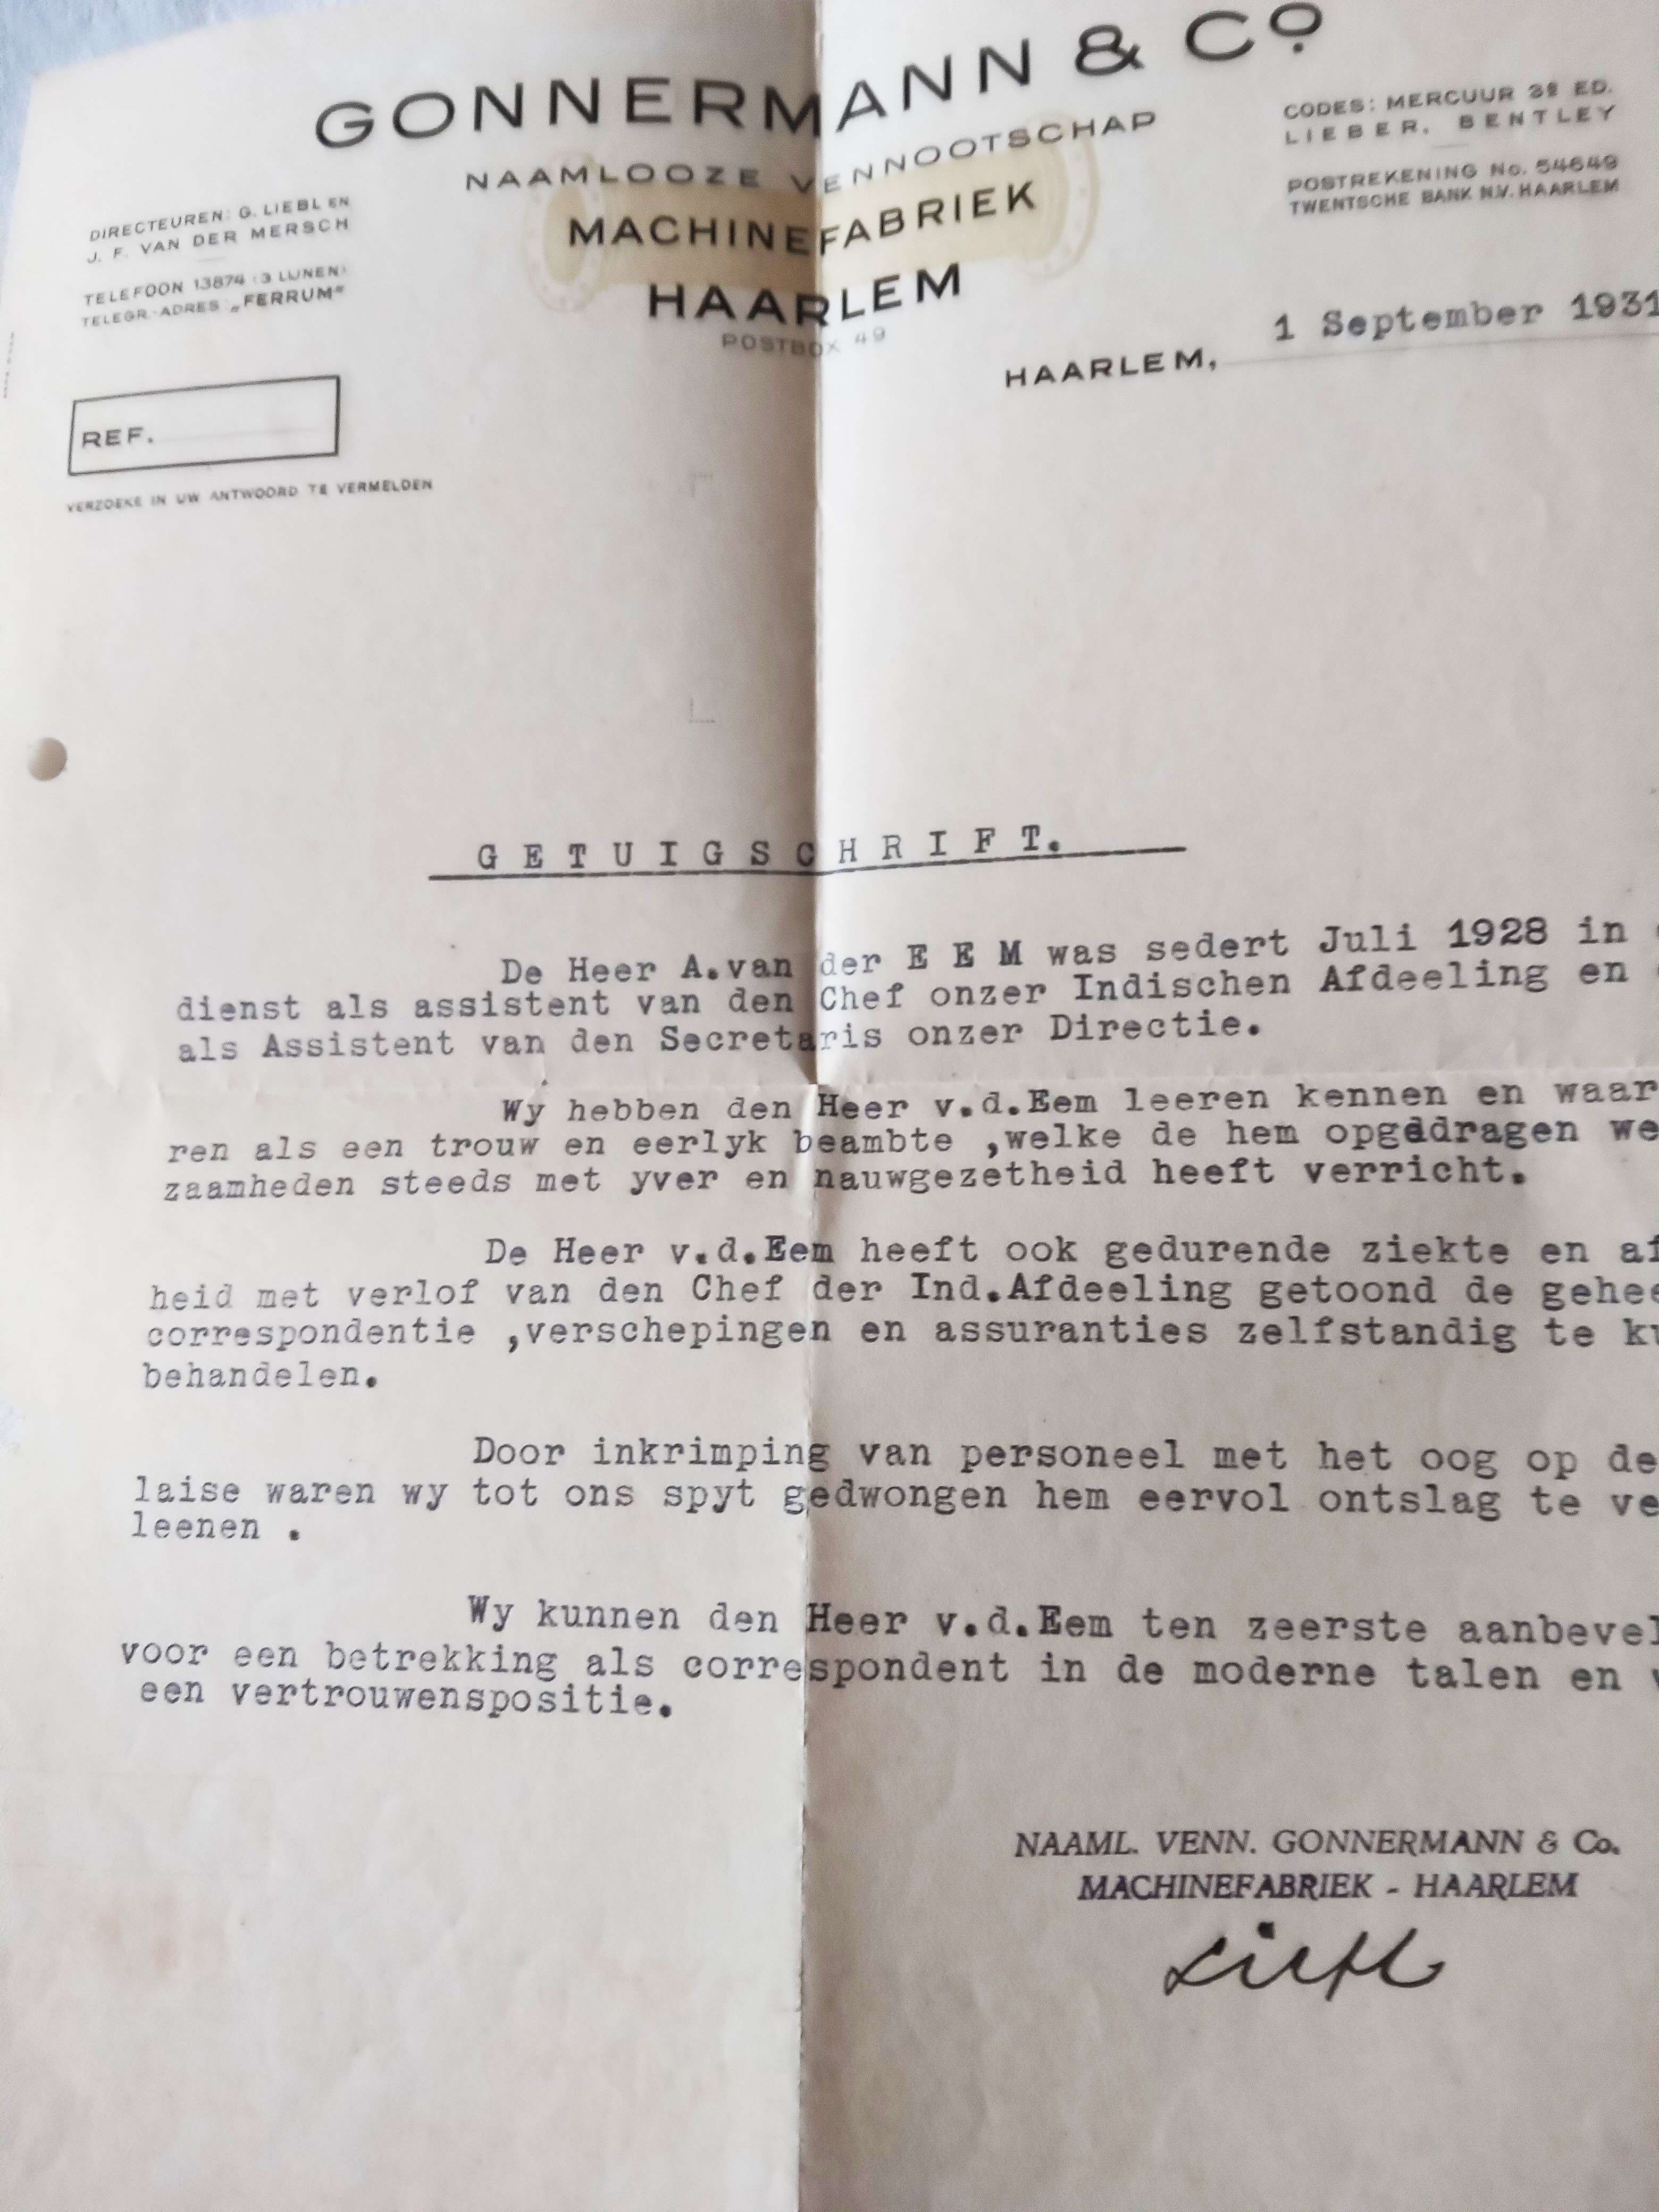 GONNERMANN & Co
NAAMLOOZE VENNOOTSCHAP
MACHINEFABRIEK
HAARLEM
POSTBOX 49
DIRECTEUREN: G. LIEBL EN
J. F. VAN DER MERSCH
TELEFOON 13874 (3 LIJNEN)
TELEGR.-ADRES „FERRUM"
CODES: MERCUUR 3e ED.
LIEBER, BENTLEY
POSTREKENING No. 54649
TWENTSCHE BANK N.V. HAARLEM
HAARLEM, 1 September 1931
REF.
VERZOEKE IN UW ANTWOORD TE VERMELDEN
GETUIGSCHRIFT.
De Heer A.van der E E M was sedert Juli 1928 in
dienst als assistent van den Chef onzer Indischen Afdeeling en
als Assistent van den Secretaris onzer Directie.
Wy hebben den Heer v.d.Eem leeren kennen en waar
ren als een trouw en eerlyk beambte ,welke de hem opgedragen we
zaamheden steeds met yver en nauwgezetheid heeft verricht.
De Heer v.d.Eem heeft ook gedurende ziekte en af
heid met verlof van den Chef der Ind.Afdeeling getoond de gehee
correspondentie ,verschepingen en assuranties zelfstandig te ku
behandelen.
Door inkrimping van personeel met het oog op de
laise waren wy tot ons spyt gedwongen hem eervol ontslag te ve
leenen .
Wy kunnen den Heer v.d.Eem ten zeerste aanbevel
voor een betrekking als correspondent in de moderne talen en v
een vertrouwenspositie.
NAAML. VENN. GONNERMANN & Co.
MACHINEFABRIEK - HAARLEM
Liebl